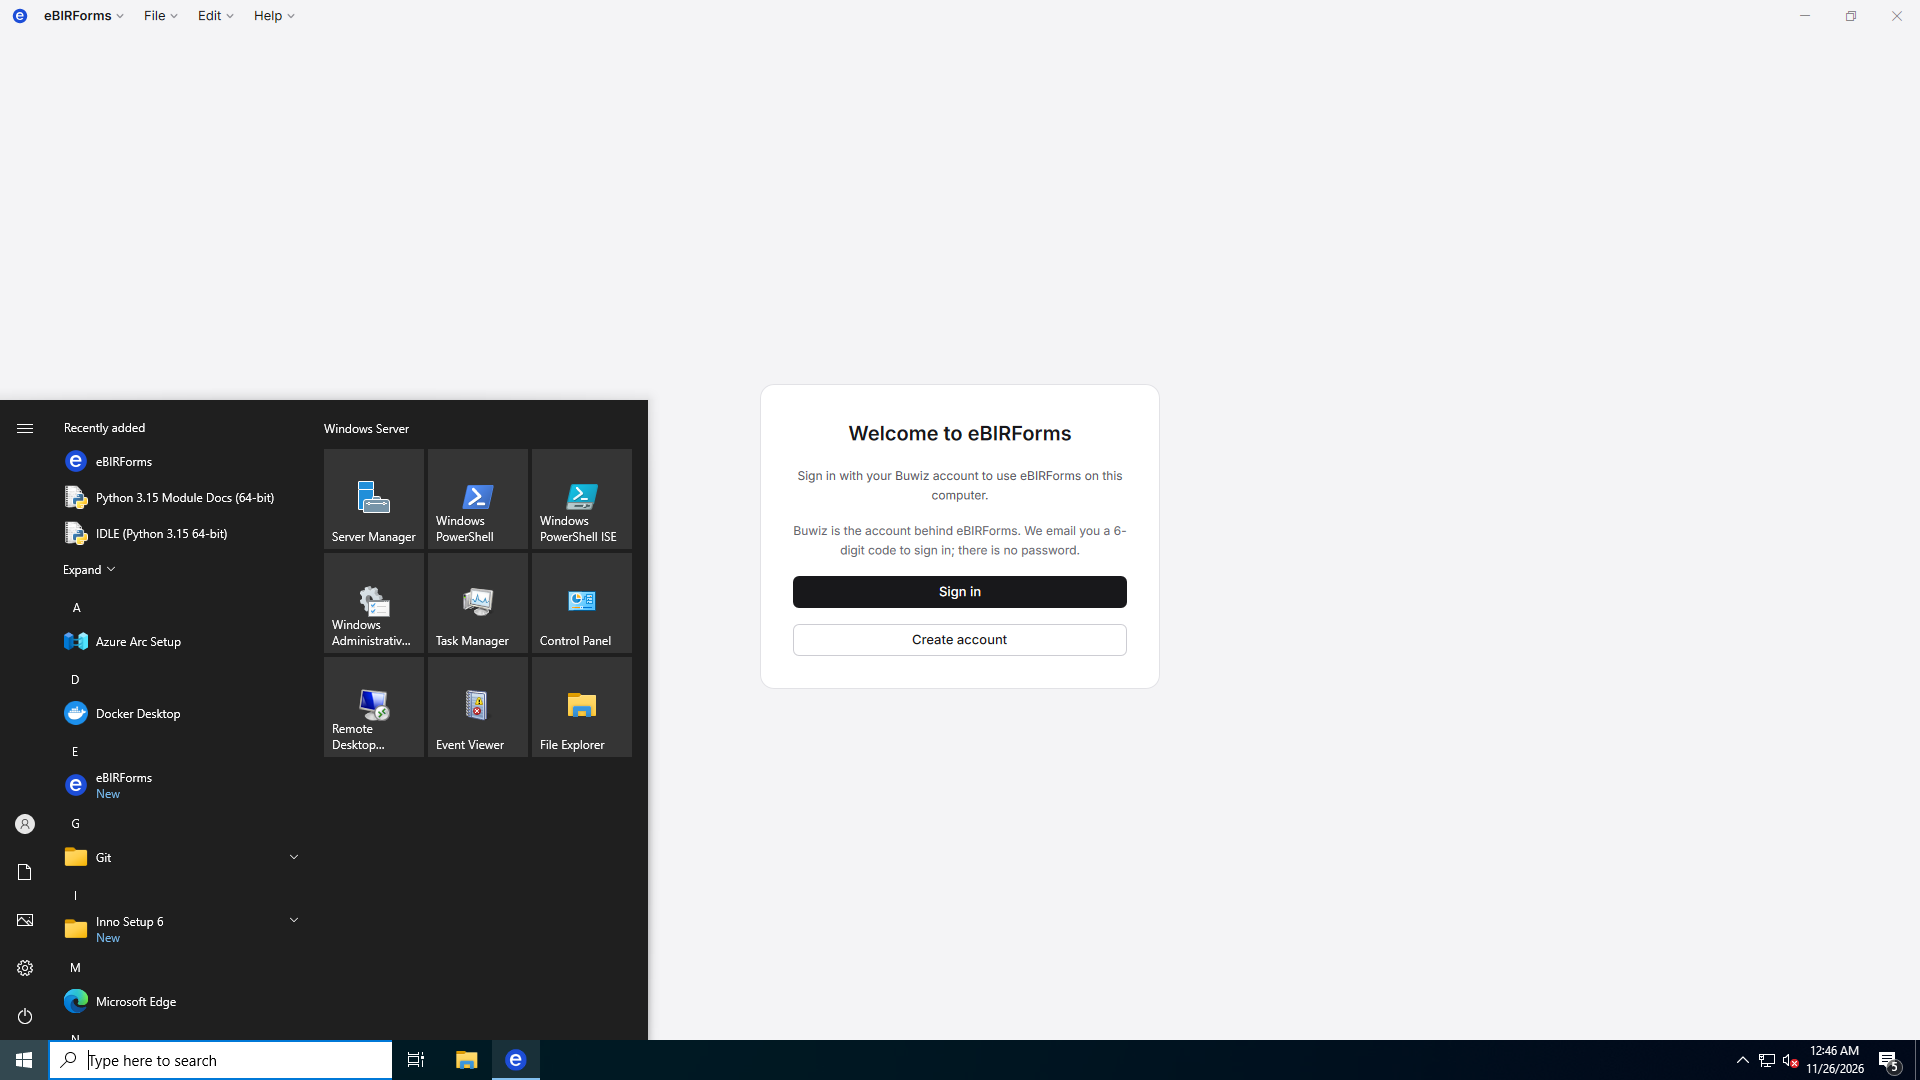 eBIRForms
File
Edit
Help
Recently added
eBIRForms
Python 3.15 Module Docs (64-bit)
IDLE (Python 3.15 64-bit)
Expand
A
Azure Arc Setup
D
Docker Desktop
E
eBIRForms
New
G
Git
I
Inno Setup 6
New
M
Microsoft Edge
N
Windows Server
Server Manager
Windows
PowerShell
Windows
PowerShell ISE
Windows
Administrativ...
Task Manager
Control Panel
Remote
Desktop...
Event Viewer
File Explorer
Welcome to eBIRForms
Sign in with your Buwiz account to use eBIRForms on this
computer.
Buwiz is the account behind eBIRForms. We email you a 6-
digit code to sign in; there is no password.
Sign in
Create account
Type here to search
12:46 AM
11/26/2026
5